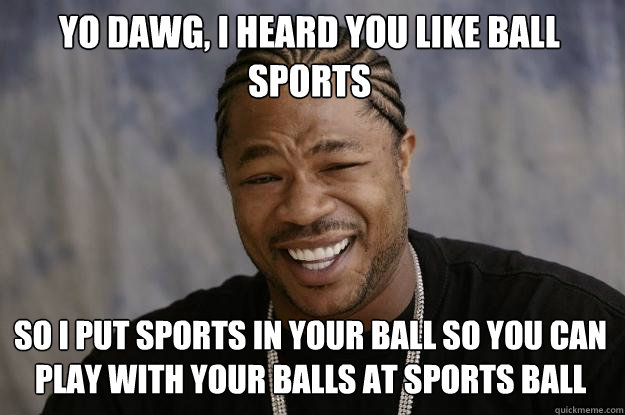 YO DAWG, I HEARD YOU LIKE BALL
SPORTS
SO I PUT SPORTS IN YOUR BALL SO YOU CAN
PLAY WITH YOUR BALLS AT SPORTS BALL
quickmeme.com